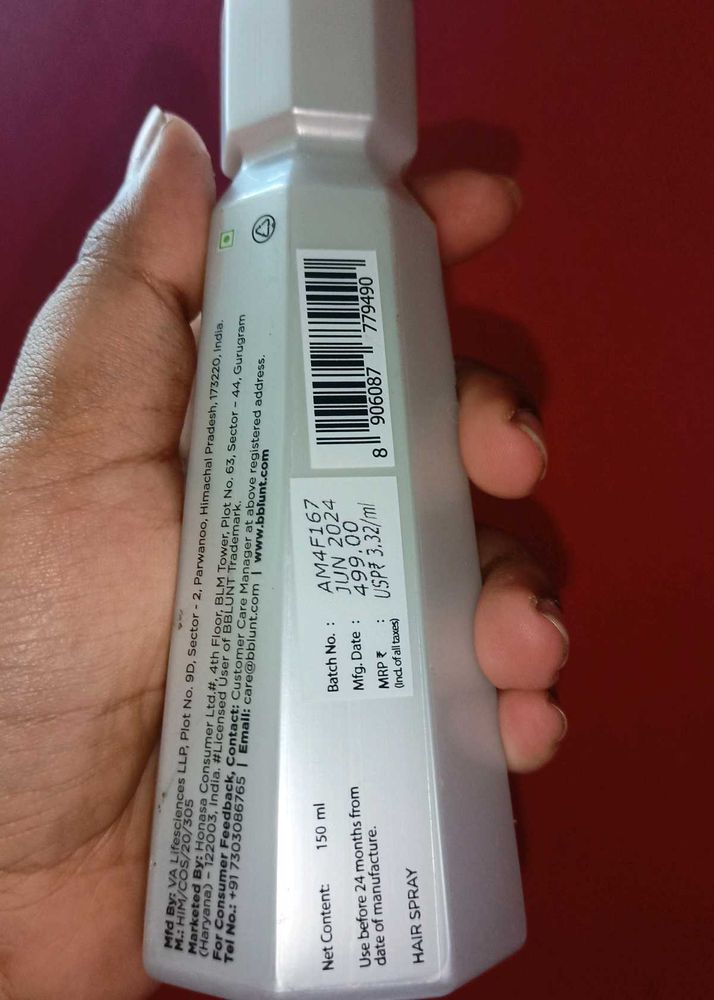 Mfd By: VA Lifesciences LLP, Plot No. 9D, Sector - 2, Parwanoo, Himachal Pradesh, 173220, India.
M.: HIM/COS/20/305
Marketed By: Honasa Consumer Ltd.#, 4th Floor, BLM Tower, Plot No. 63, Sector - 44, Gurugram
(Haryana) - 122003, India. #Licensed User of BBLUNT Trademark.
For Consumer Feedback, Contact: Customer Care Manager at above registered address.
Tel No.: +91 7303086765 | Email: care@bblunt.com | www.bblunt.com
8 906087 779490
Batch No. : AM4F167
Mfg. Date : JUN 2024
MRP ₹ : 499.00
(Incl. of all taxes) USP₹ 3.32/ml
Net Content: 150 ml
Use before 24 months from
date of manufacture.
HAIR SPRAY